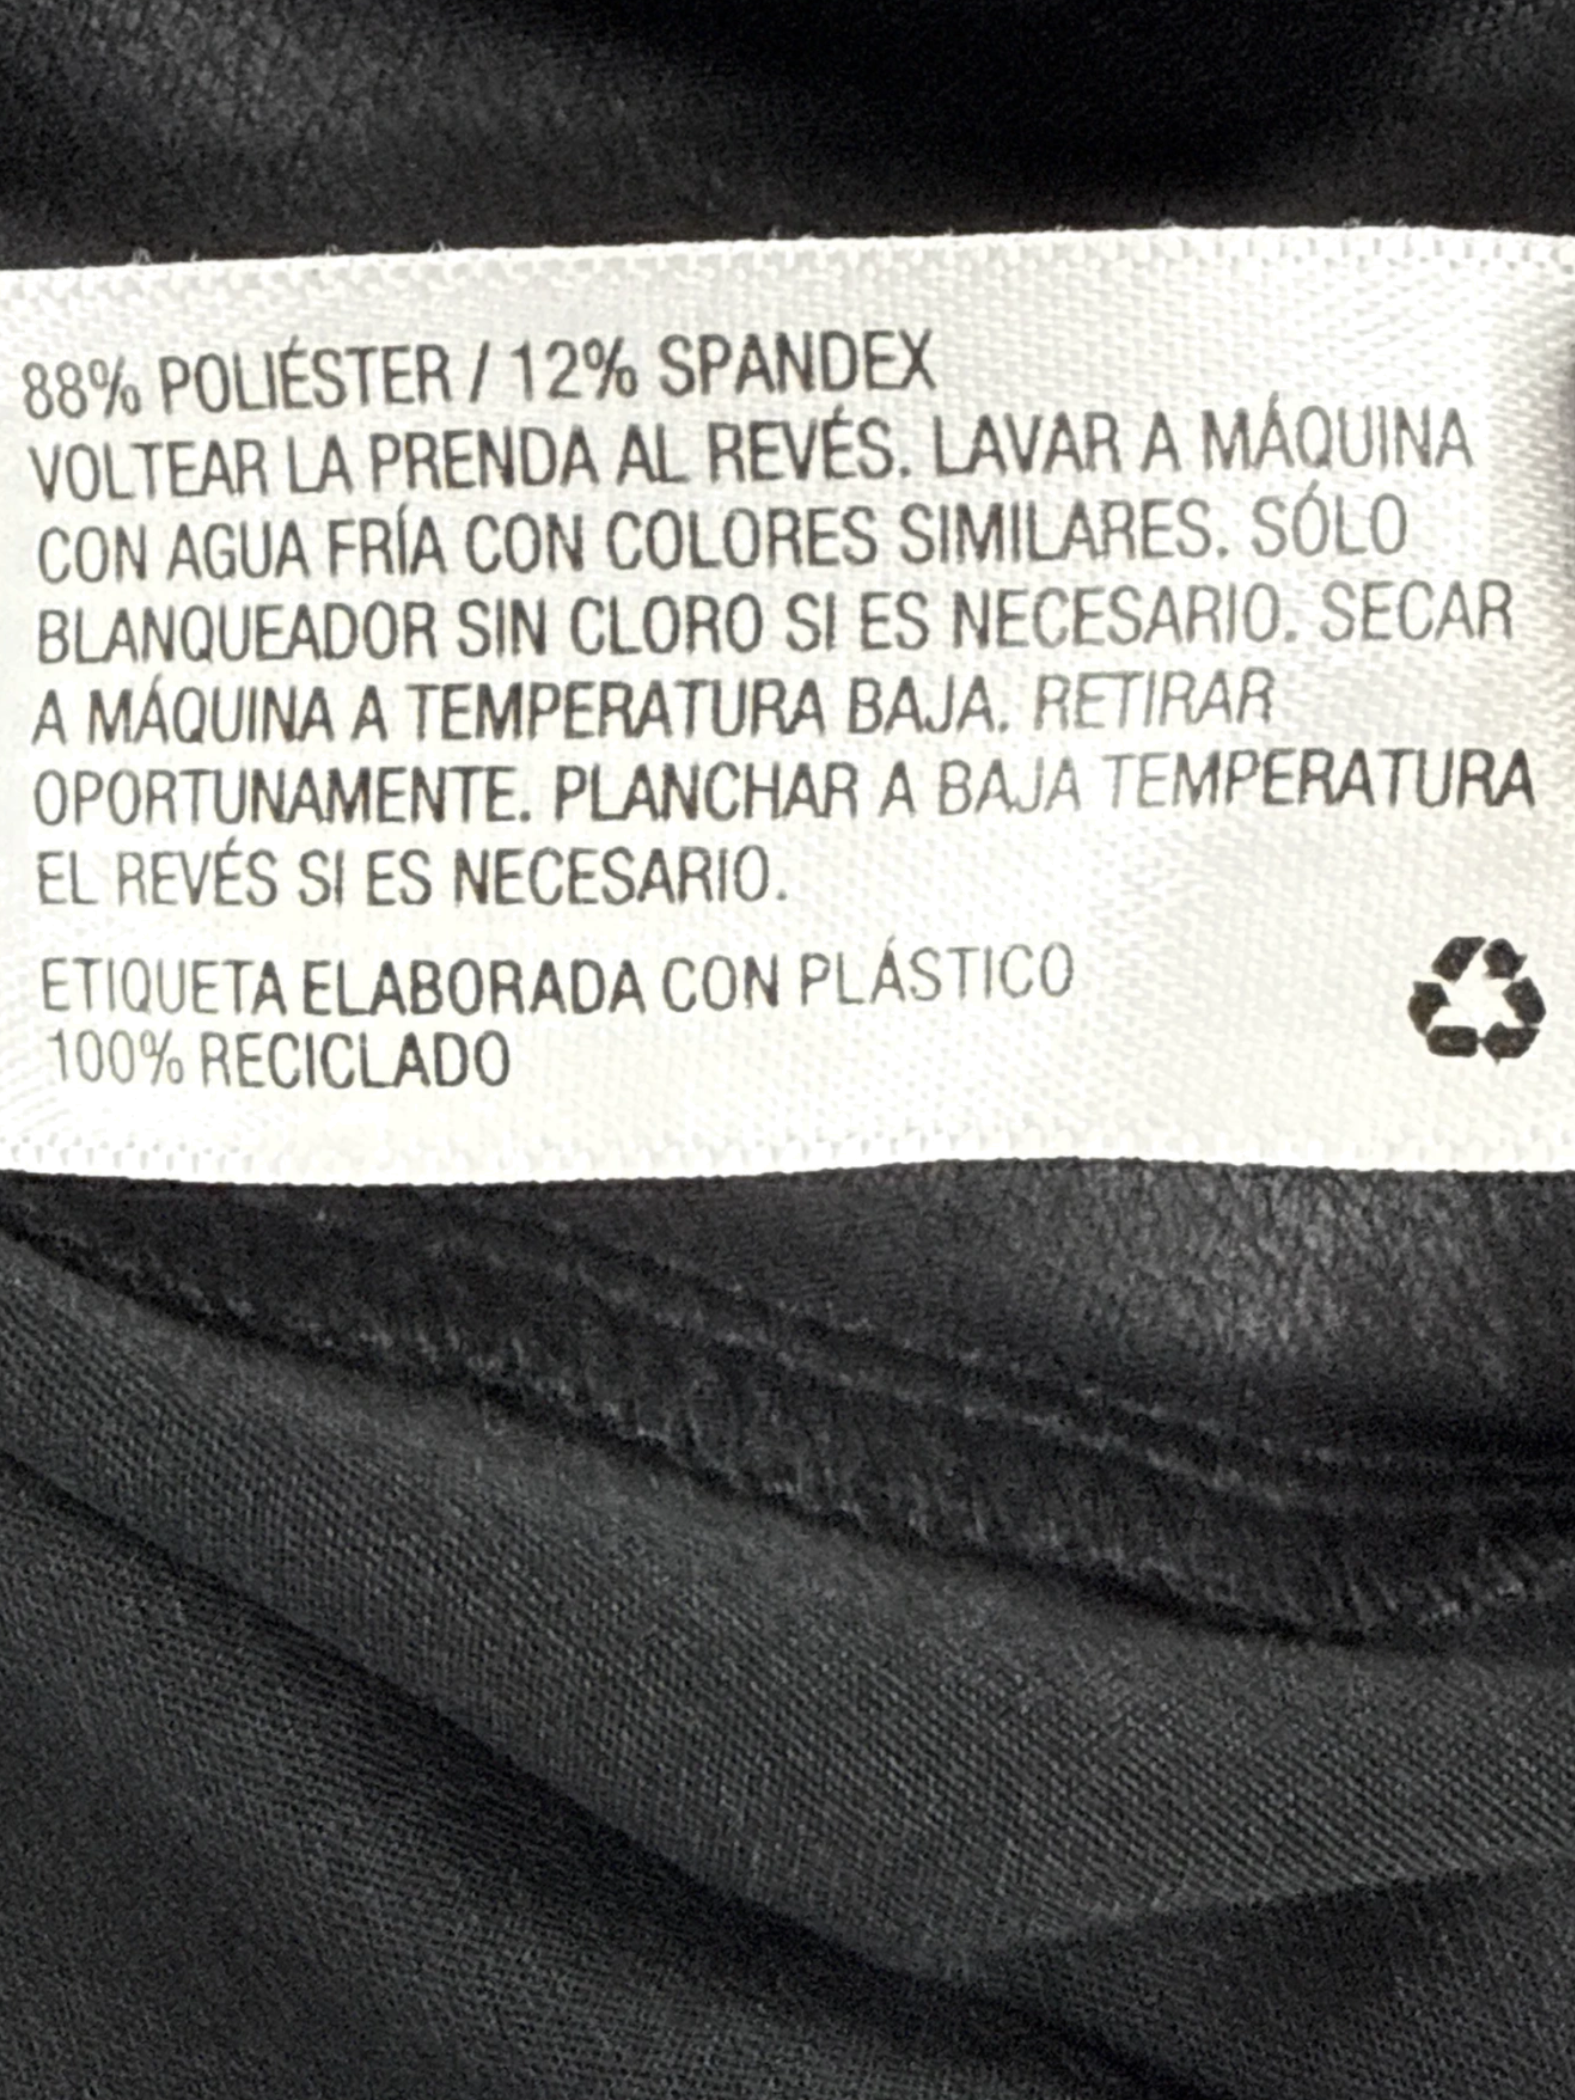 88% POLIÉSTER / 12% SPANDEX
VOLTEAR LA PRENDA AL REVÉS. LAVAR A MÁQUINA
CON AGUA FRÍA CON COLORES SIMILARES. SÓLO
BLANQUEADOR SIN CLORO SI ES NECESARIO. SECAR
A MÁQUINA A TEMPERATURA BAJA. RETIRAR
OPORTUNAMENTE. PLANCHAR A BAJA TEMPERATURA
EL REVÉS SI ES NECESARIO.
ETIQUETA ELABORADA CON PLÁSTICO
100% RECICLADO